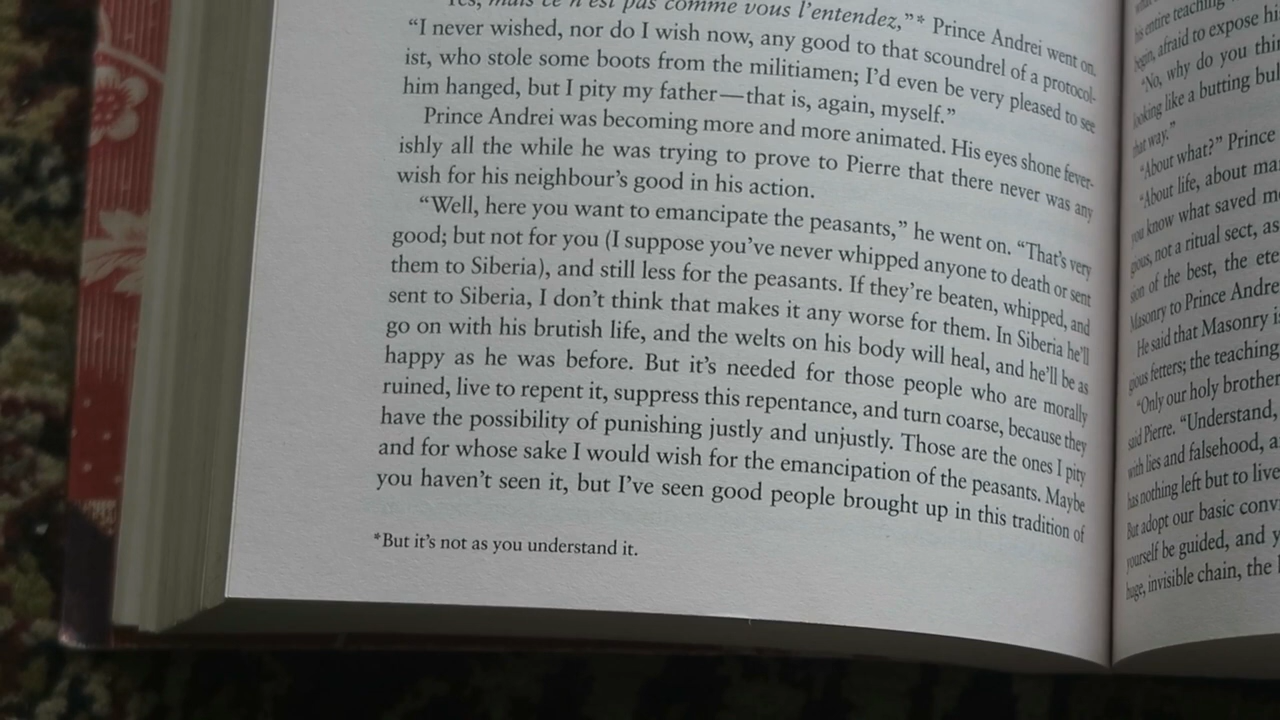 Yes, mais ce n'est pas comme vous l'entendez,"* Prince Andrei went on.
"I never wished, nor do I wish now, any good to that scoundrel of a protocol-
ist, who stole some boots from the militiamen; I'd even be very pleased to see
him hanged, but I pity my father—that is, again, myself."
Prince Andrei was becoming more and more animated. His eyes shone fever-
ishly all the while he was trying to prove to Pierre that there never was any
wish for his neighbour's good in his action.
"Well, here you want to emancipate the peasants," he went on. "That's very
good; but not for you (I suppose you've never whipped anyone to death or sent
them to Siberia), and still less for the peasants. If they're beaten, whipped, and
sent to Siberia, I don't think that makes it any worse for them. In Siberia he'll
go on with his brutish life, and the welts on his body will heal, and he'll be as
happy as he was before. But it's needed for those people who are morally
ruined, live to repent it, suppress this repentance, and turn coarse, because they
have the possibility of punishing justly and unjustly. Those are the ones I pity
and for whose sake I would wish for the emancipation of the peasants. Maybe
you haven't seen it, but I've seen good people brought up in this tradition of
*But it's not as you understand it.
his entire teaching
begin, afraid to expose
"No, why do you
looking like a butting
that way."
"About what?" Prince
"About life, about
you know what saved
gious, not a ritual sect, as
sion of the best, the
Masonry to Prince
He said that Masonry
gious fetters; the teaching
"Only our holy
said Pierre. "Understand,
with lies and falsehood,
has nothing left but to live
But adopt our basic
yourself be guided, and
huge, invisible chain, the